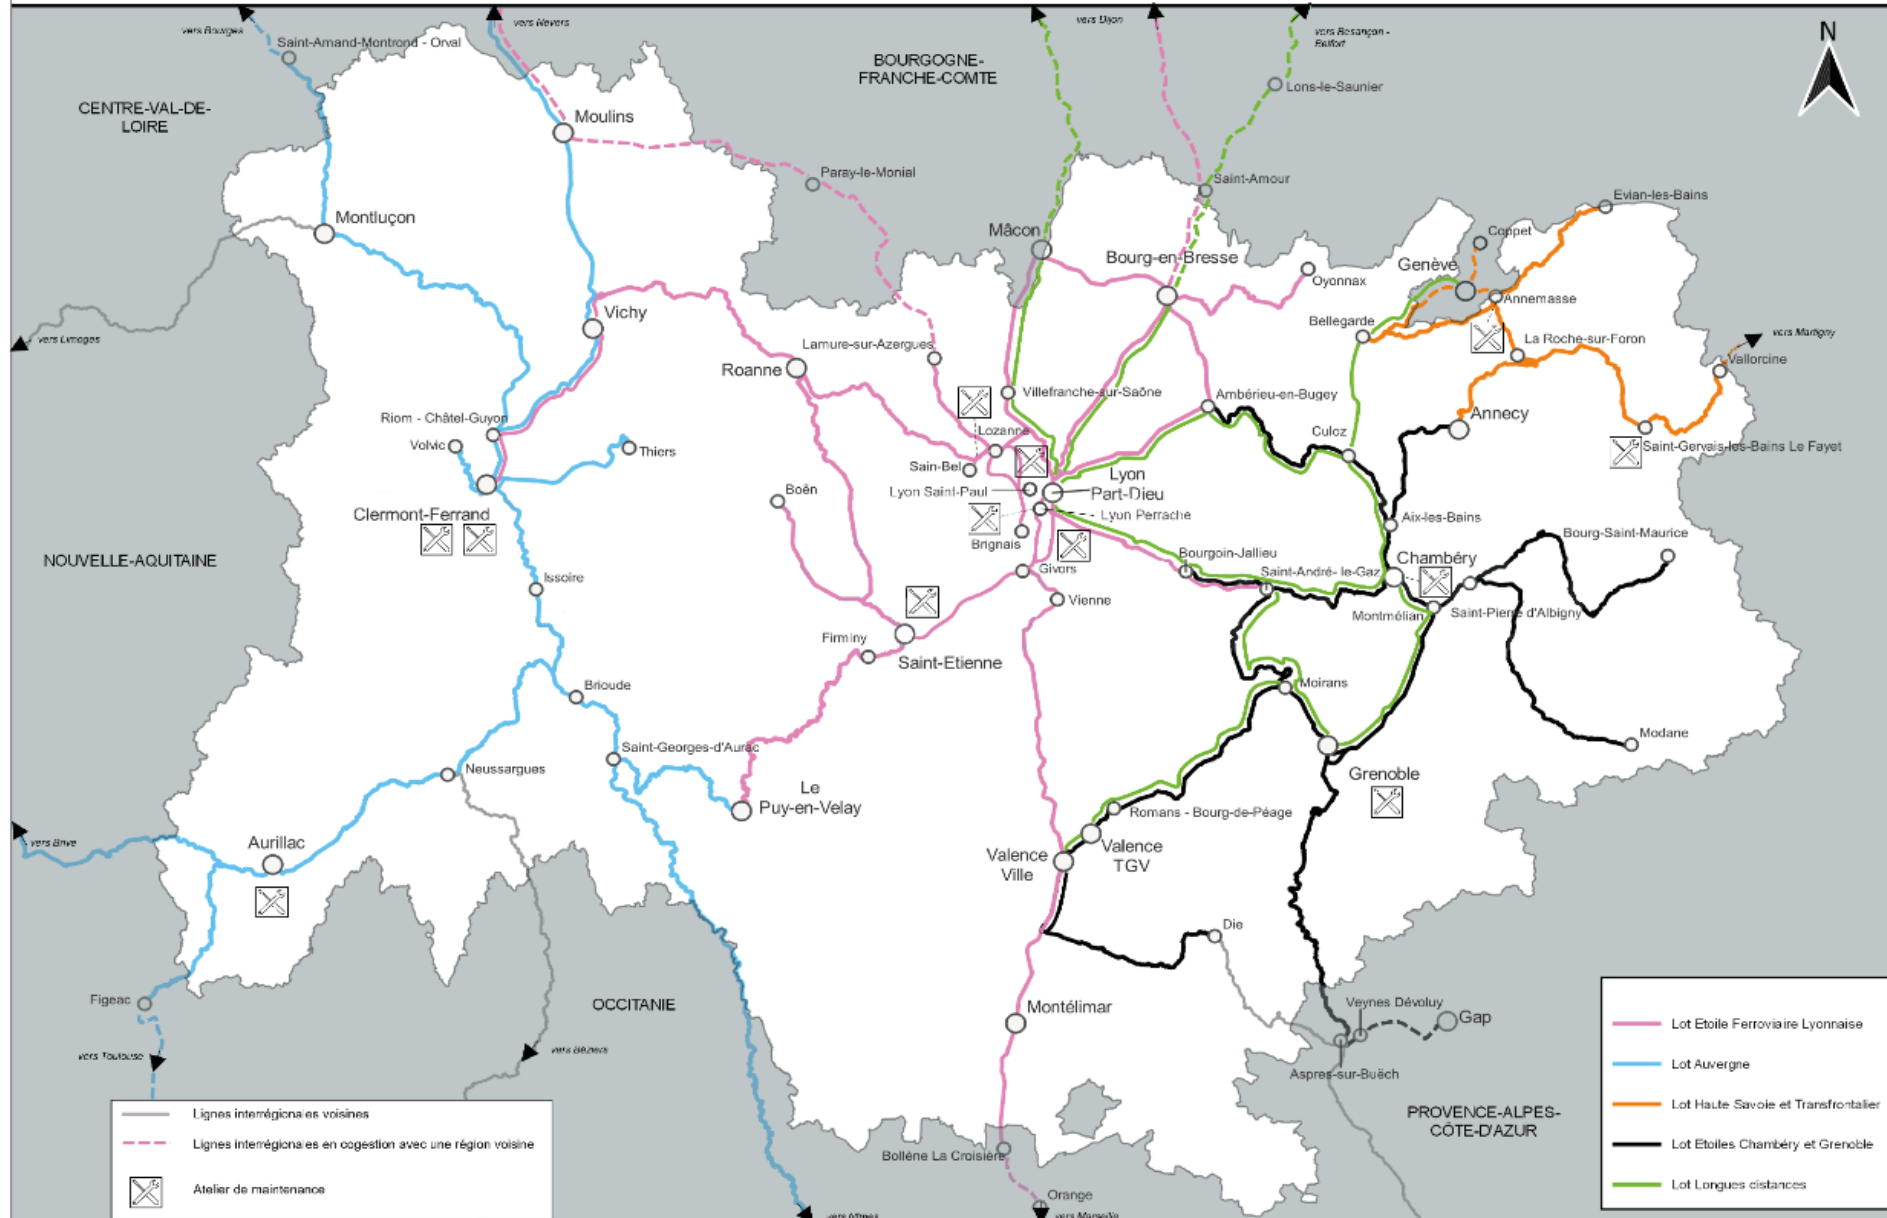 vers Bourges
vers Nevers
vers Dijon
vers Besançon -
Belfort
N
Saint-Amand-Montrond - Orval
BOURGOGNE-
FRANCHE-COMTE
Lons-le-Saunier
CENTRE-VAL-DE-
LOIRE
Moulins
Paray-le-Monial
Saint-Amour
Evian-les-Bains
Montluçon
Mâcon
Coppet
Bourg-en-Bresse
Genève
Oyonnax
Annemasse
Vichy
Bellegarde
vers Limoges
Lamure-sur-Azergues
La Roche-sur-Foron
vers Martigny
Vallorcine
Roanne
Villefranche-sur-Saône
Ambérieu-en-Bugey
Annecy
Riom - Châtel-Guyon
Volvic
Thiers
Lozanne
Culoz
Saint-Gervais-les-Bains Le Fayet
Sain-Bel
Lyon
Part-Dieu
Boën
Lyon Saint-Paul
Clermont-Ferrand
Lyon Perrache
Aix-les-Bains
Brignais
Bourg-Saint-Maurice
NOUVELLE-AQUITAINE
Bourgoin-Jallieu
Chambéry
Issoire
Givors
Saint-André- le-Gaz
Vienne
Montmélian
Saint-Pierre d'Albigny
Firminy
Saint-Etienne
Brioude
Moirans
Saint-Georges-d'Aurac
Modane
Neussargues
Grenoble
Le
Puy-en-Velay
Romans - Bourg-de-Péage
vers Brive
Aurillac
Valence
Ville
Valence
TGV
Die
Figeac
OCCITANIE
Montélimar
Veynes Dévoluy
Gap
vers Toulouse
vers Béziers
Aspres-sur-Buëch
PROVENCE-ALPES-
CÔTE-D'AZUR
Bollène La Croisière
Orange
vers Nîmes
vers Marseille
Lignes interrégionales voisines
Lignes interrégionales en cogestion avec une région voisine
Atelier de maintenance
Lot Etoile Ferroviaire Lyonnaise
Lot Auvergne
Lot Haute Savoie et Transfrontalier
Lot Etoiles Chambéry et Grenoble
Lot Longues distances